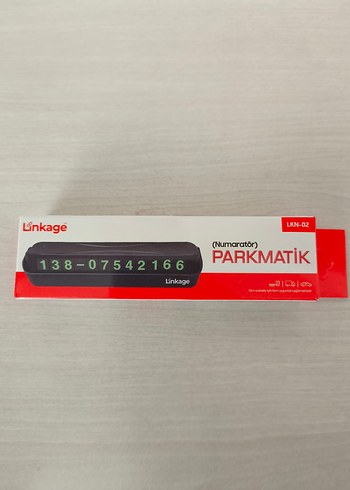 Linkage
LKN-02
(Numaratör)
PARKMATİK
138-07542166
Linkage